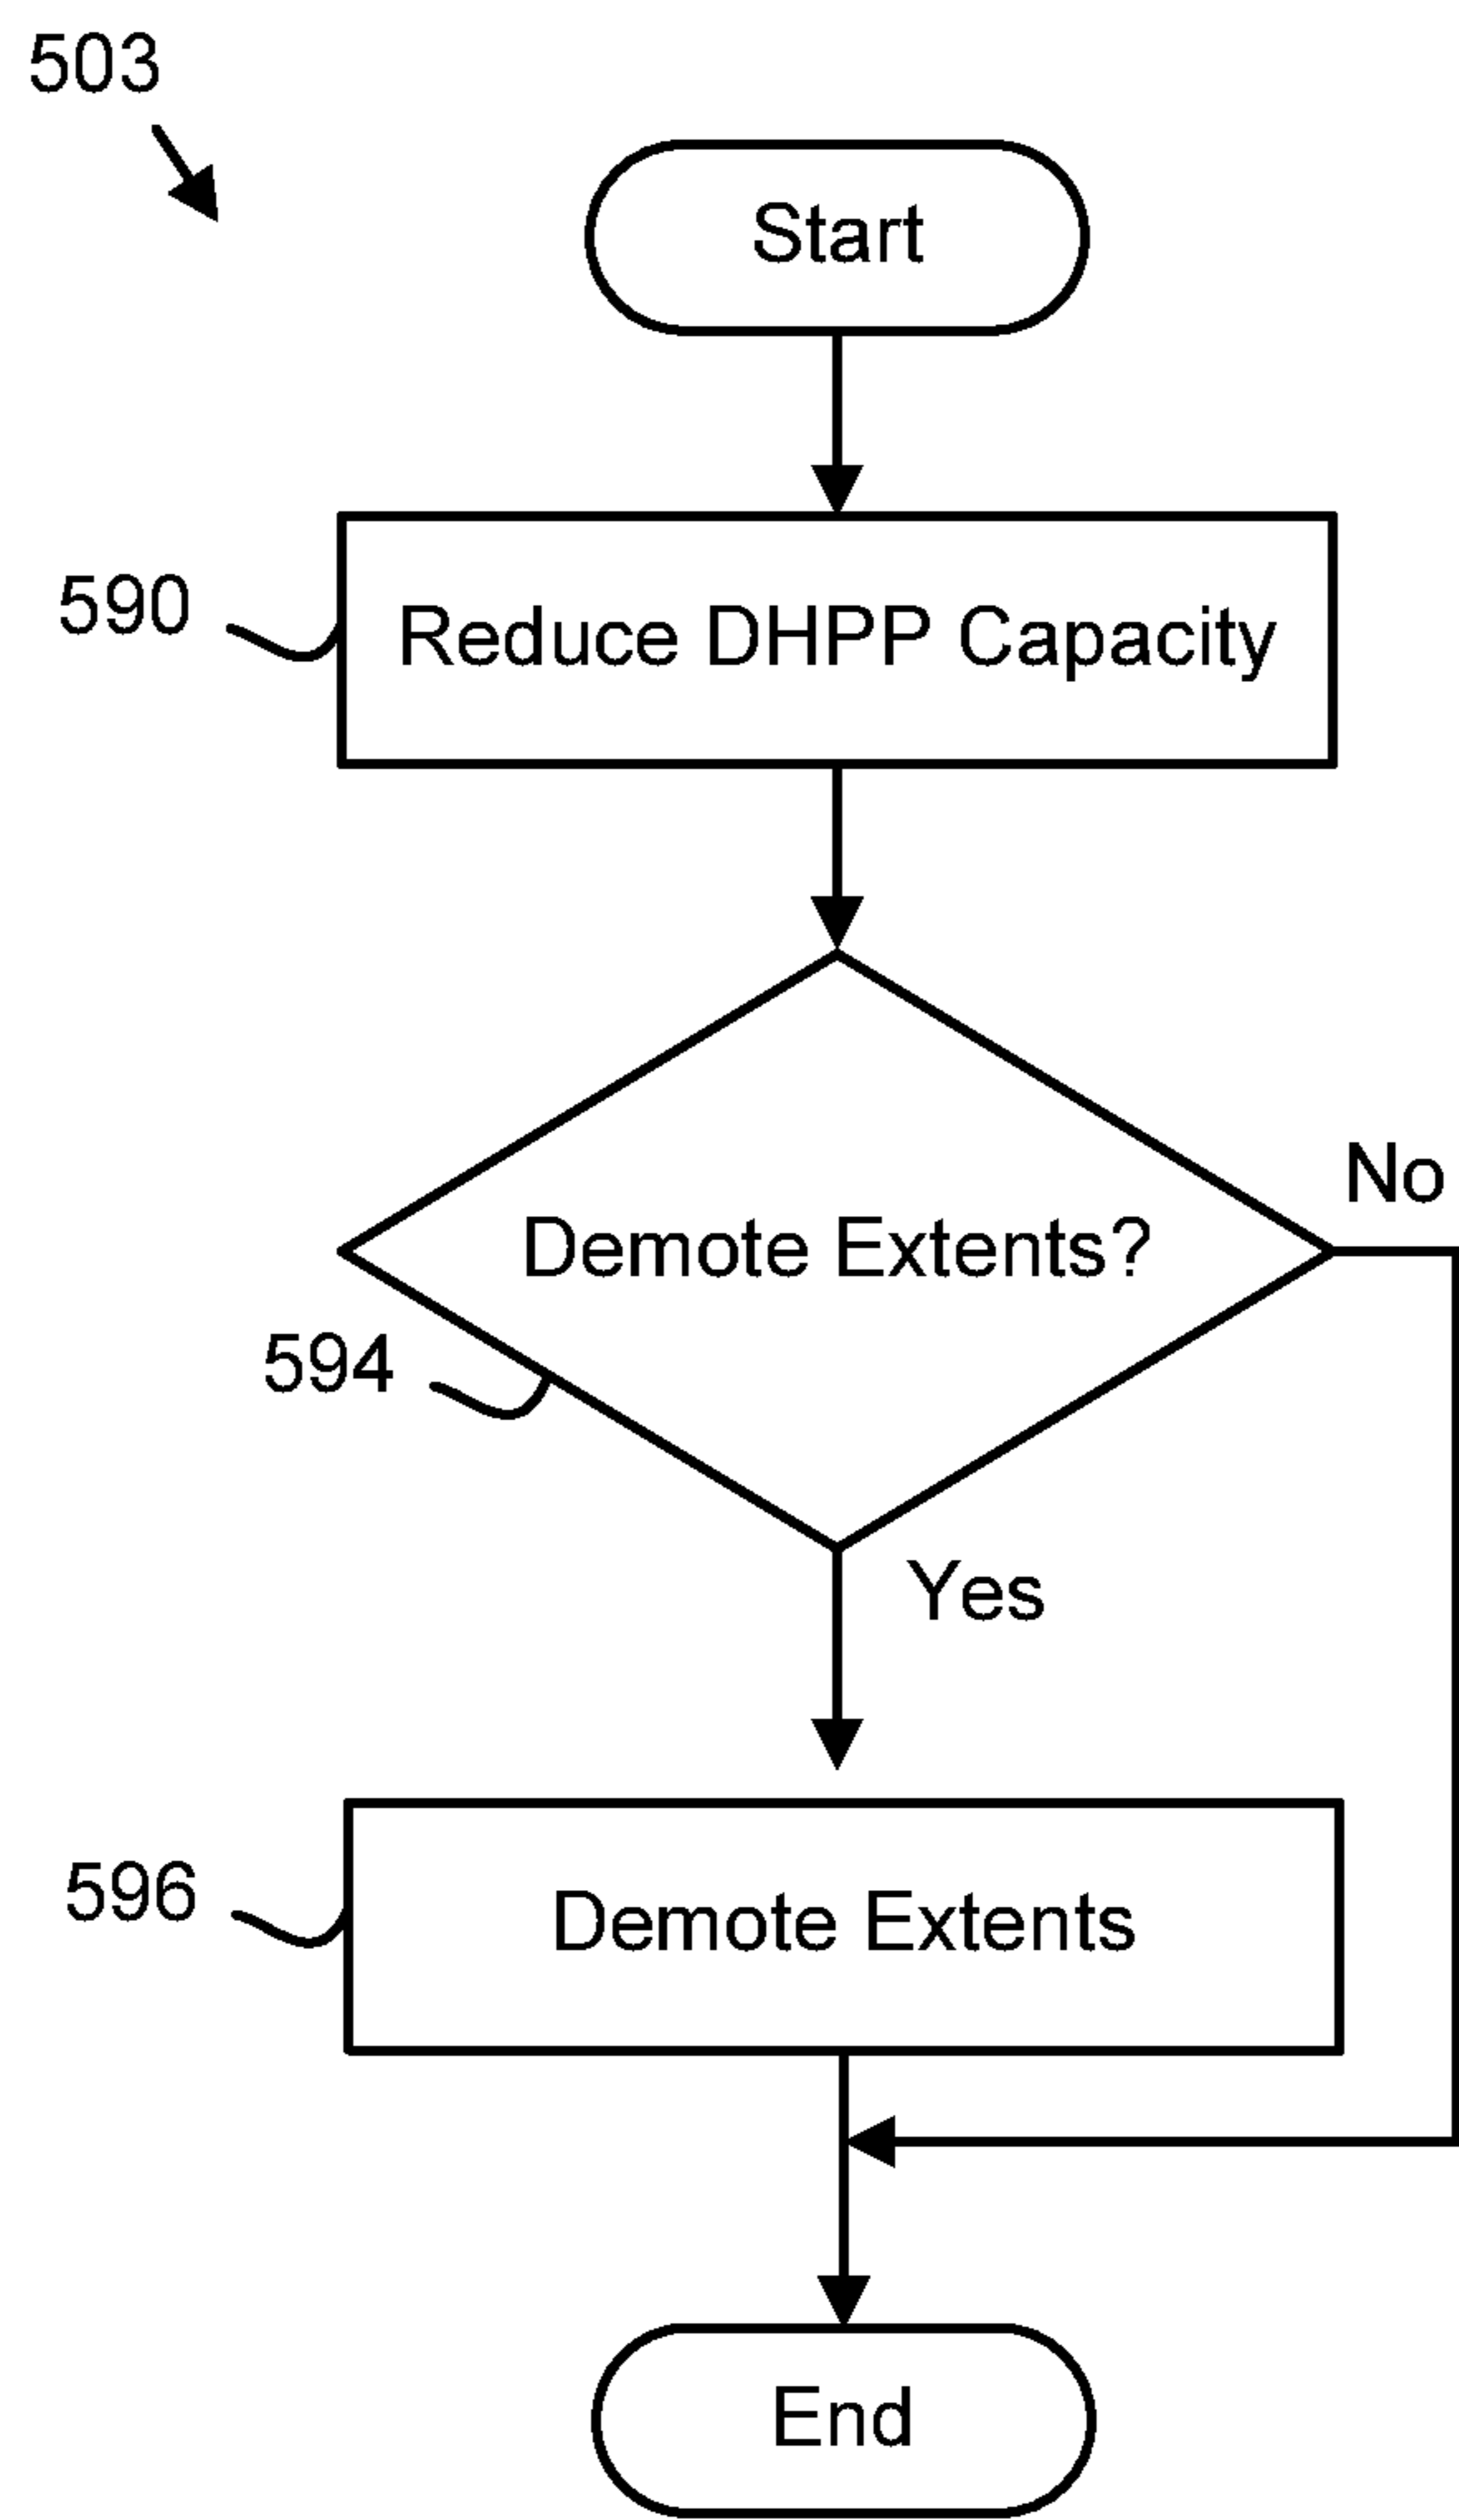 503
Start
590
Reduce DHPP Capacity
No
Demote Extents?
594
Yes
596
Demote Extents
End